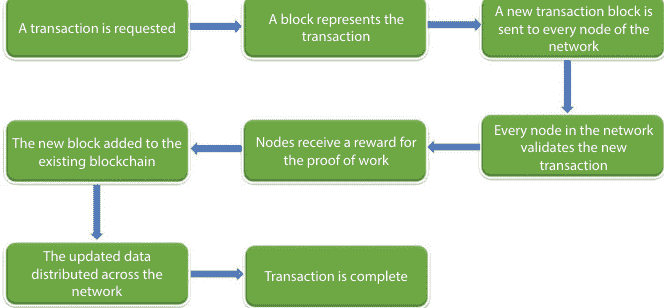 A transaction is requested
A block represents the
transaction
A new transaction block is
sent to every node of the
network
Every node in the network
validates the new
transaction
Nodes receive a reward for
the proof of work
The new block added to the
existing blockchain
The updated data
distributed across the
network
Transaction is complete